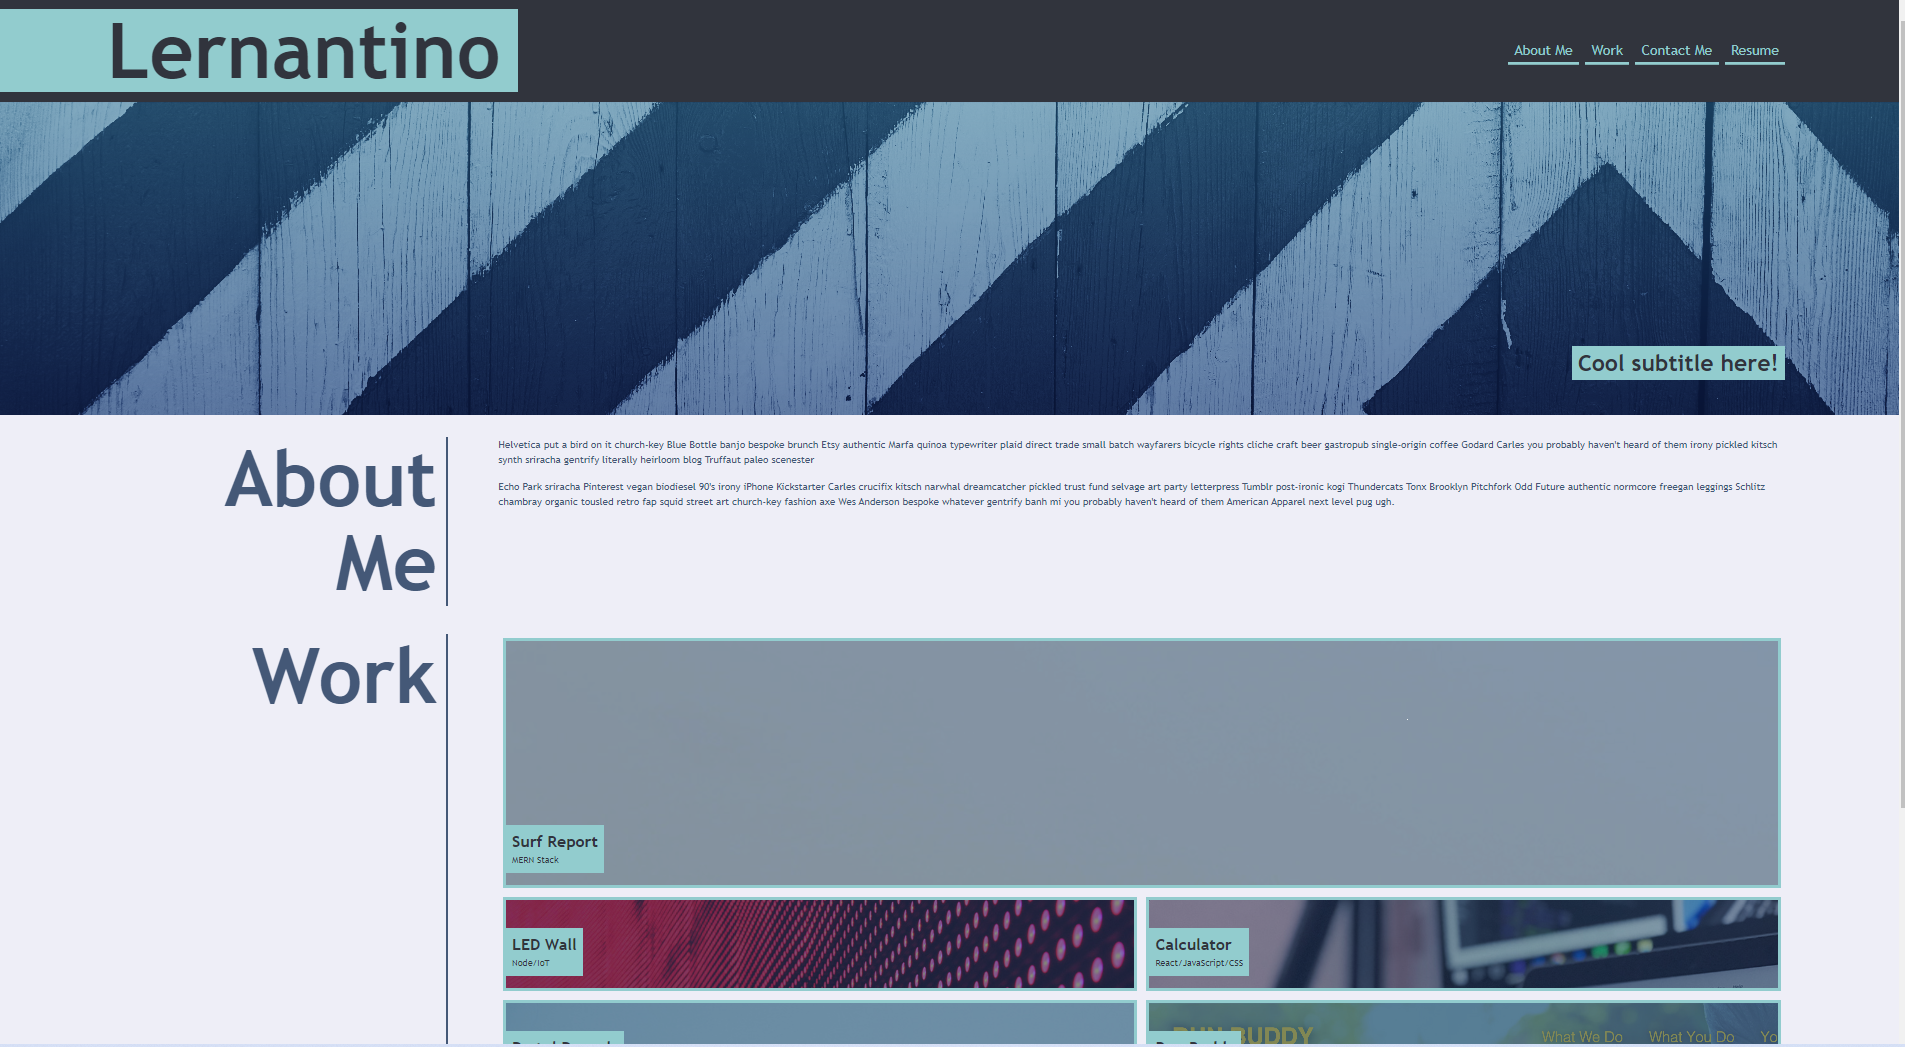 Lernantino
About Me Work Contact Me Resume
Cool subtitle here!
About
Me
Helvetica put a bird on it church-key Blue Bottle banjo bespoke brunch Etsy authentic Marfa quinoa typewriter plaid direct trade small batch wayfarers bicycle rights cliche craft beer gastropub single-origin coffee Godard Carles you probably haven't heard of them irony pickled kitsch
synth sriracha gentrify literally heirloom blog Truffaut paleo scenester
Echo Park sriracha Pinterest vegan biodiesel 90's irony iPhone Kickstarter Carles crucifix kitsch narwhal dreamcatcher pickled trust fund selvage art party letterpress Tumblr post-ironic kogi Thundercats Tonx Brooklyn Pitchfork Odd Future authentic normcore freegan leggings Schlitz
chambray organic tousled retro fap squid street art church-key fashion axe Wes Anderson bespoke whatever gentrify banh mi you probably haven't heard of them American Apparel next level pug ugh.
Work
Surf Report
MERN Stack
LED Wall
Node/IoT
Calculator
React/JavaScript/CSS
BUDDY
What We Do What You Do Yo